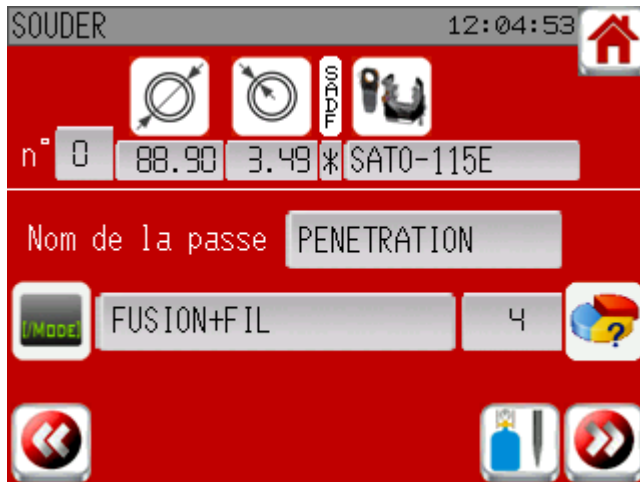 SOUDER 12:04:53
SADF
n° 0 88.90 3.49 * SATO-115E
Nom de la passe PENETRATION
[/MODE] FUSION+FIL 4 ?